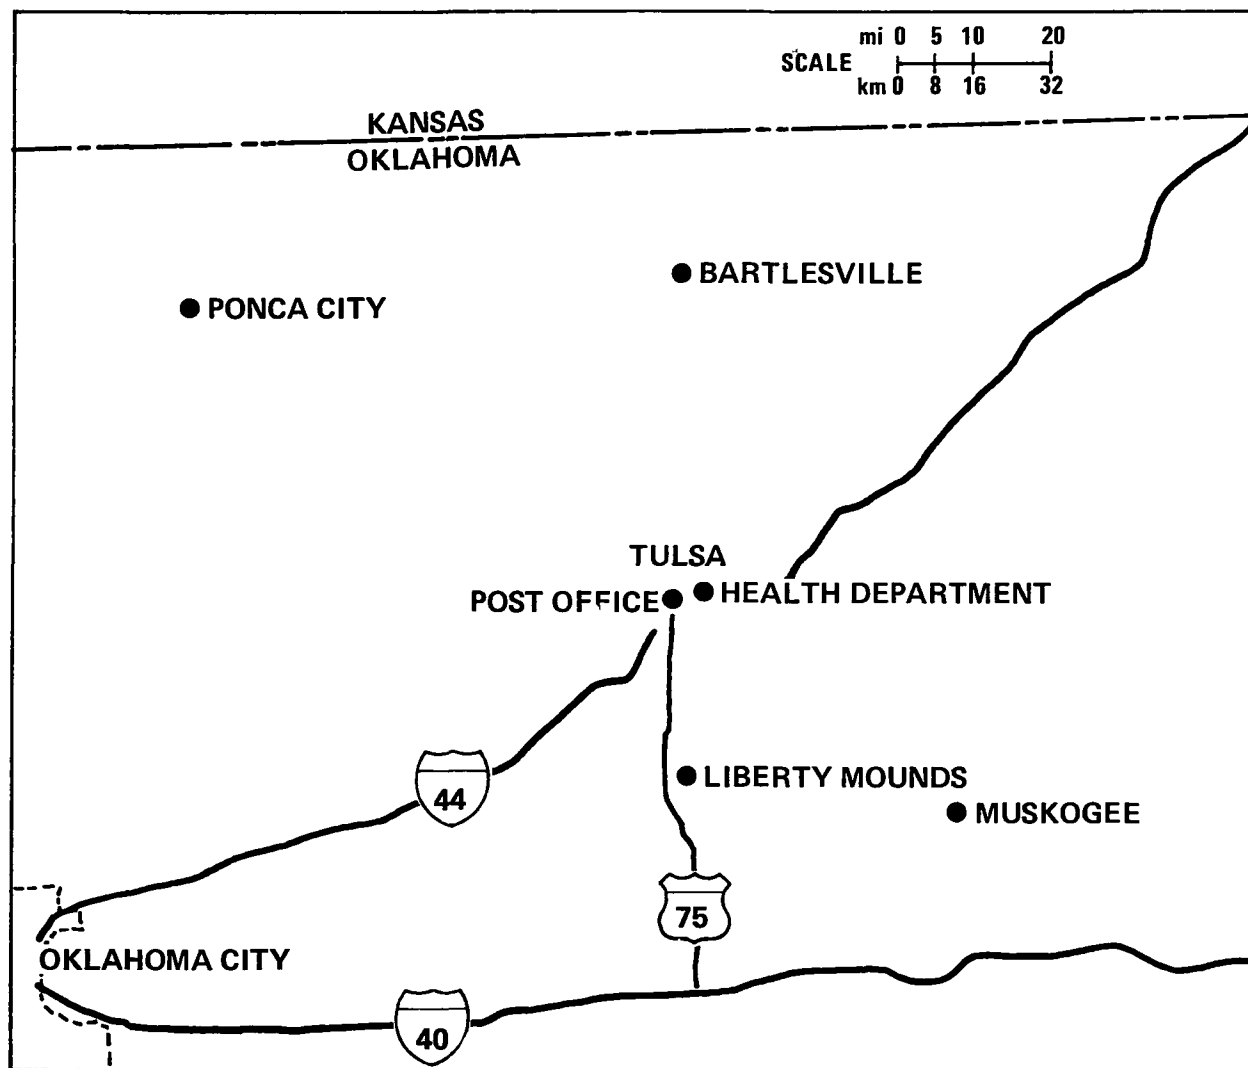 mi 0 5 10 20
SCALE
km 0 8 16 32
KANSAS
OKLAHOMA
BARTLESVILLE
PONCA CITY
TULSA
POST OFFICE
HEALTH DEPARTMENT
LIBERTY MOUNDS
44
MUSKOGEE
75
OKLAHOMA CITY
40